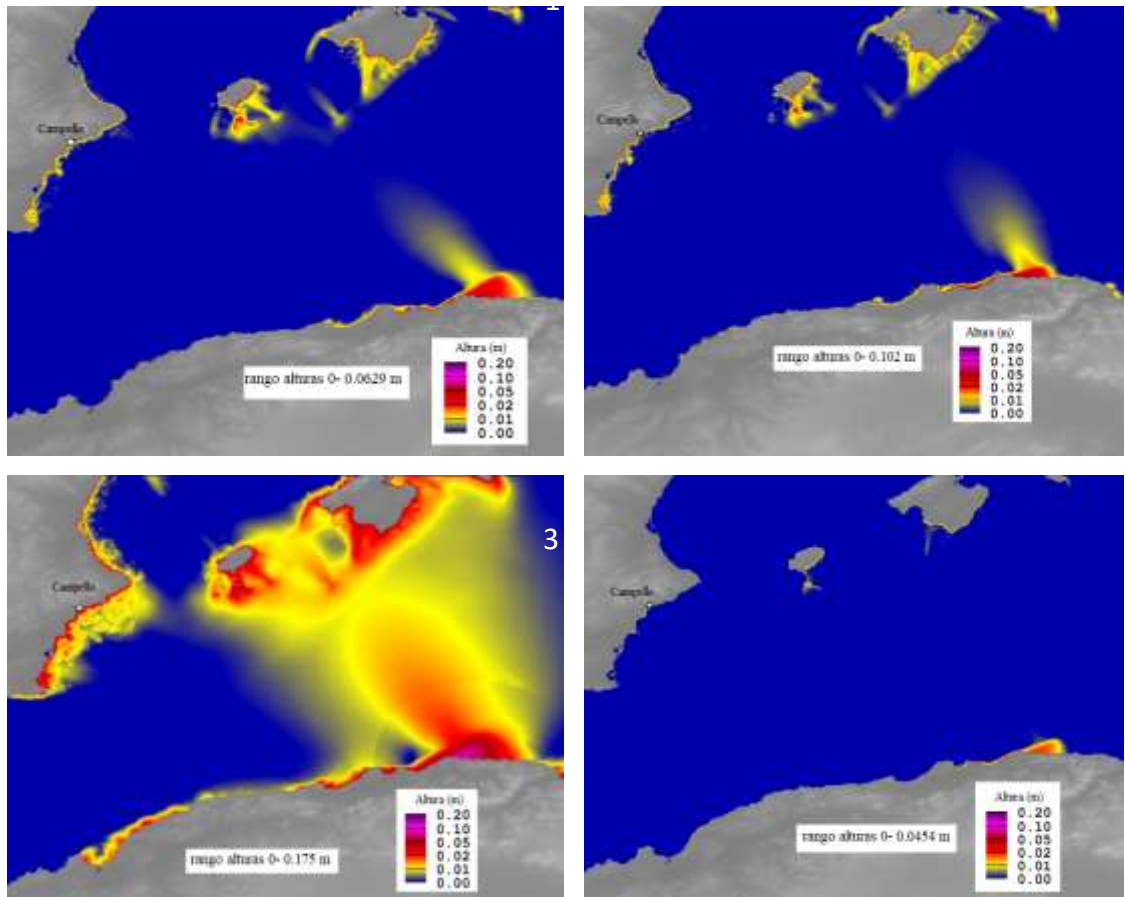 1
Campello
Altura (m)
0.20
0.10
0.05
0.02
0.01
0.00
rango alturas 0- 0.0629 m
Campello
Altura (m)
0.20
0.10
0.05
0.02
0.01
0.00
rango alturas 0- 0.102 m
3
Campello
Altura (m)
0.20
0.10
0.05
0.02
0.01
0.00
rango alturas 0- 0.175 m
Campello
Altura (m)
0.20
0.10
0.05
0.02
0.01
0.00
rango alturas 0- 0.0454 m